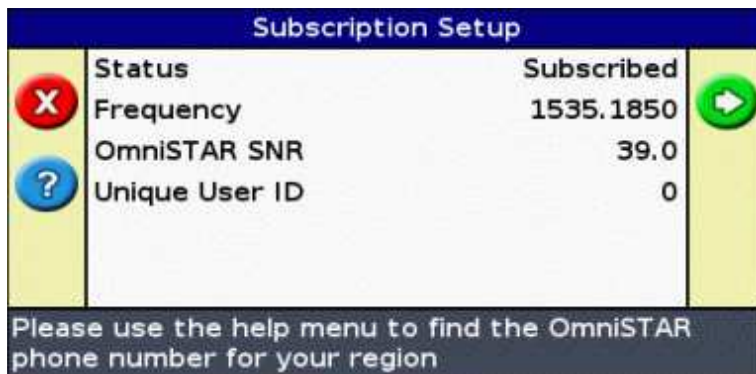 Subscription Setup
Status Subscribed
Frequency 1535.1850
OmniSTAR SNR 39.0
Unique User ID 0
X
?
Please use the help menu to find the OmniSTAR
phone number for your region